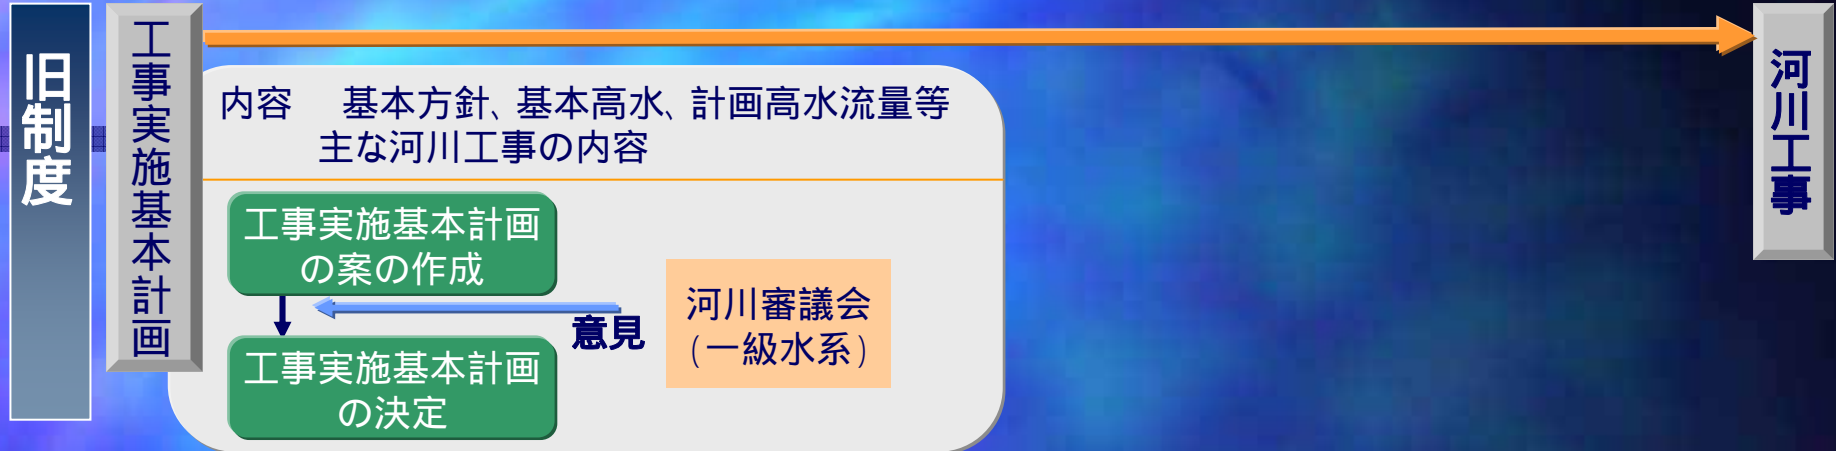 旧制度
工事実施基本計画
内容　基本方針、基本高水、計画高水流量等
主な河川工事の内容
工事実施基本計画
の案の作成
意見
河川審議会
(一級水系)
工事実施基本計画
の決定
河川工事